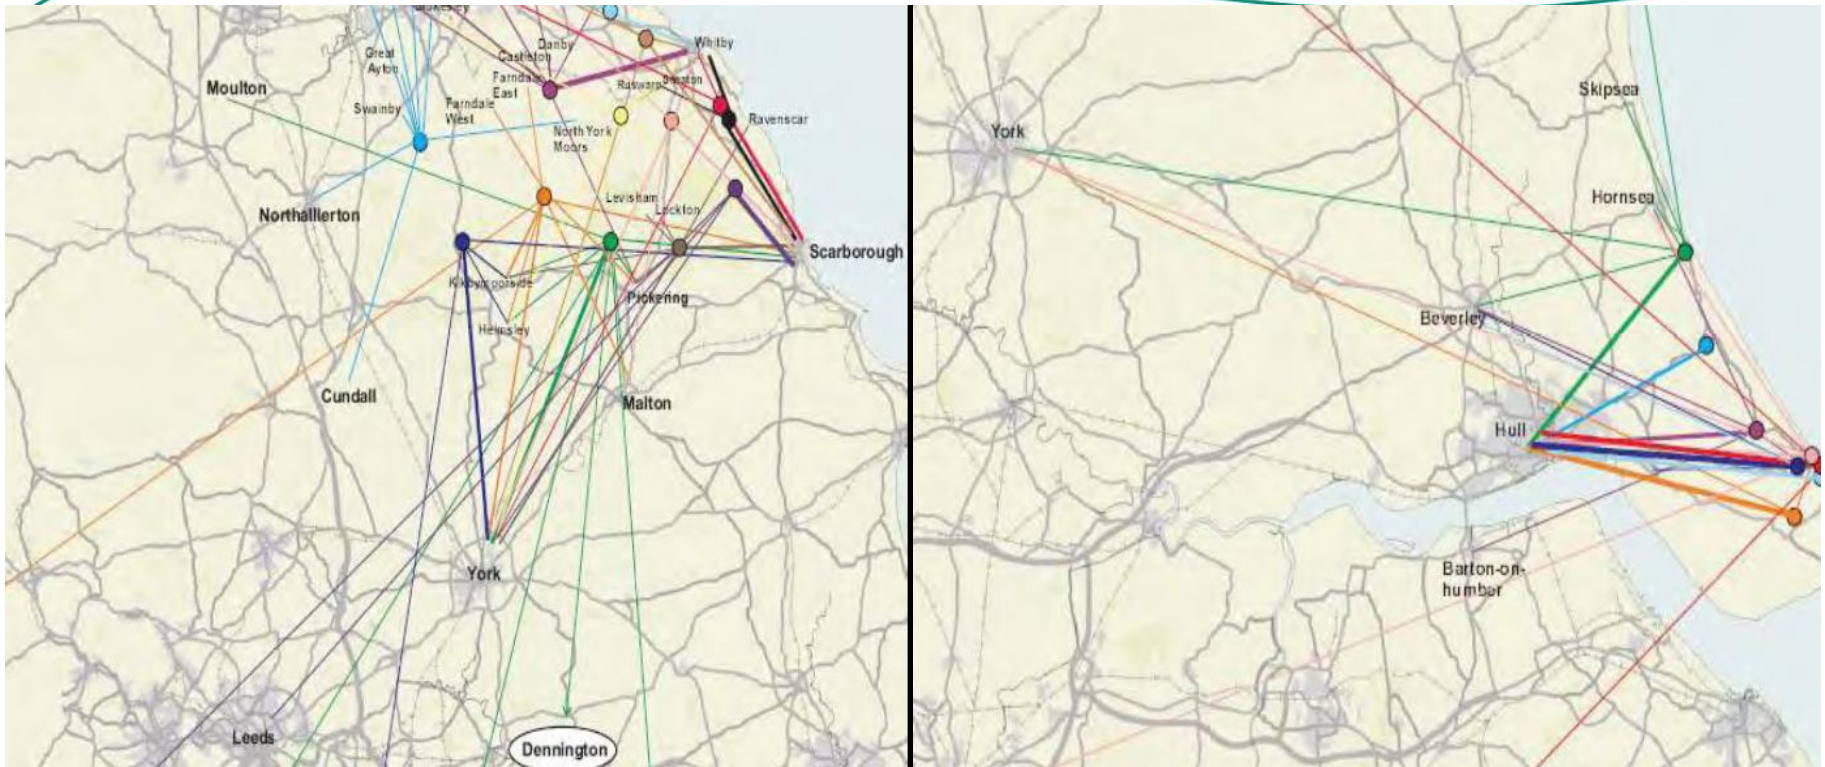 Great
Ayton
Danby
Castleton
Whitby
Moulton
Farndale
East
Ruswarp
Swainby
Farndale
West
Ravenscar
North York
Moors
Levisham
Lockton
Northallerton
Scarborough
Kirkbymoorside
Pickering
Helmsley
Cundall
Malton
York
Leeds
Dennington
Skipsea
York
Hornsea
Beverley
Hull
Barton-on-
humber